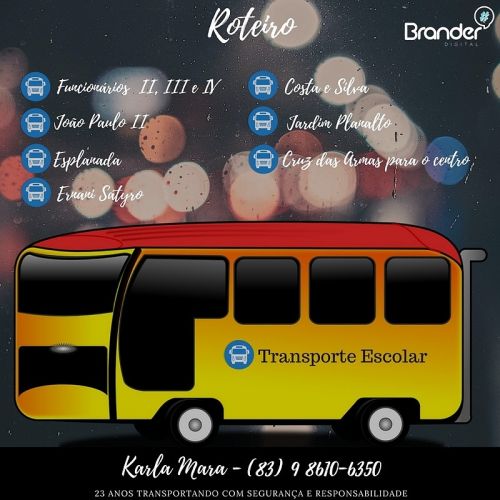 Roteiro
Brander #
DIGITAL
Funcionários II, III e IV
João Paulo II
Esplanada
Ernani Satyro
Costa e Silva
Jardim Planalto
Cruz das Armas para o centro
Transporte Escolar
Karla Mara - (83) 9 8610-6350
23 ANOS TRANSPORTANDO COM SEGURANÇA E RESPONSABILIDADE